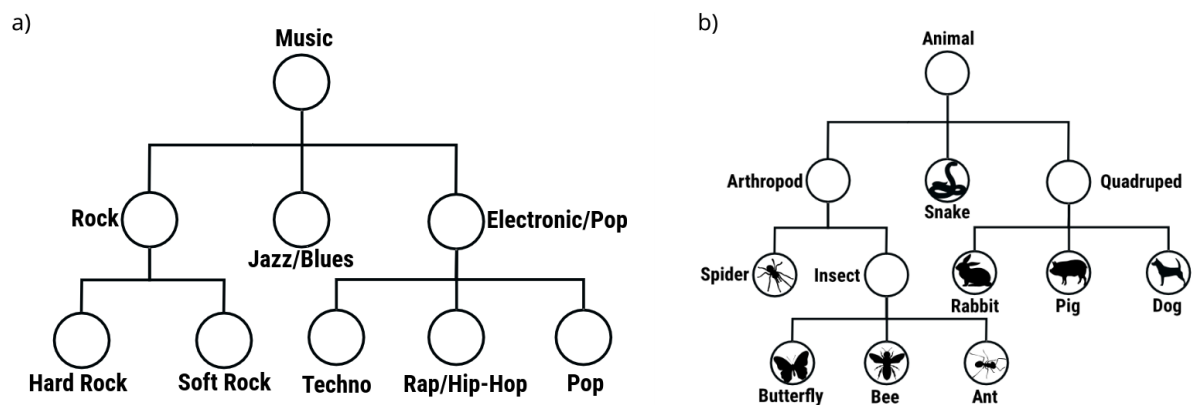 a)
Music
Rock
Electronic/Pop
Jazz/Blues
Hard Rock
Soft Rock
Techno
Rap/Hip-Hop
Pop
b)
Animal
Arthropod
Quadruped
Snake
Spider
Insect
Rabbit
Pig
Dog
Butterfly
Bee
Ant